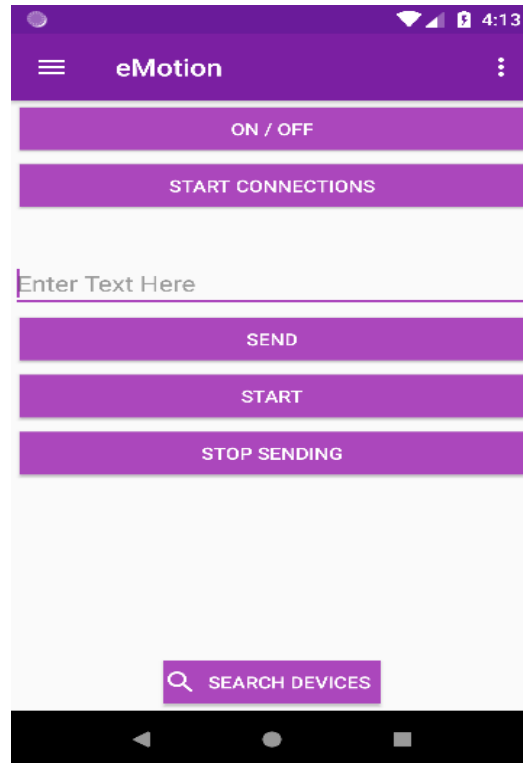 4:13
eMotion
ON / OFF
START CONNECTIONS
Enter Text Here
SEND
START
STOP SENDING
SEARCH DEVICES